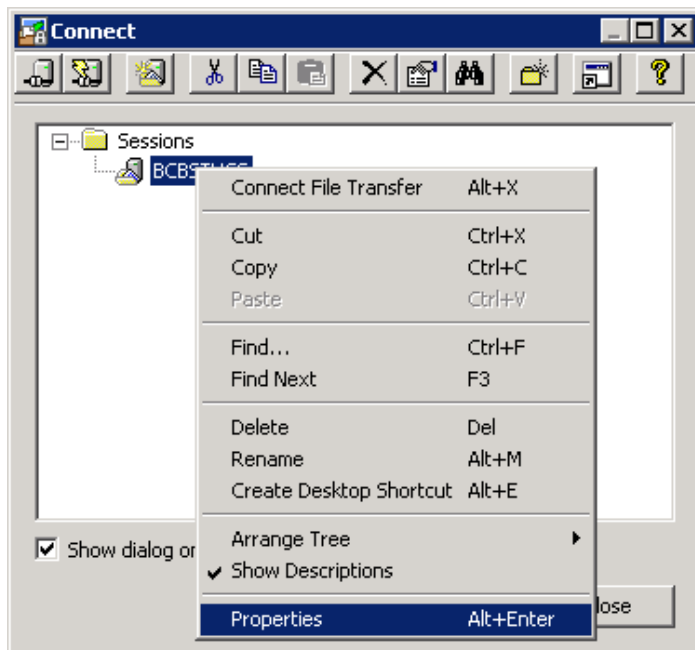 Connect
Sessions
Connect File Transfer Alt+X
Cut Ctrl+X
Copy Ctrl+C
Paste Ctrl+V
Find... Ctrl+F
Find Next F3
Delete Del
Rename Alt+M
Create Desktop Shortcut Alt+E
Show dialog
Arrange Tree
Show Descriptions
Properties Alt+Enter